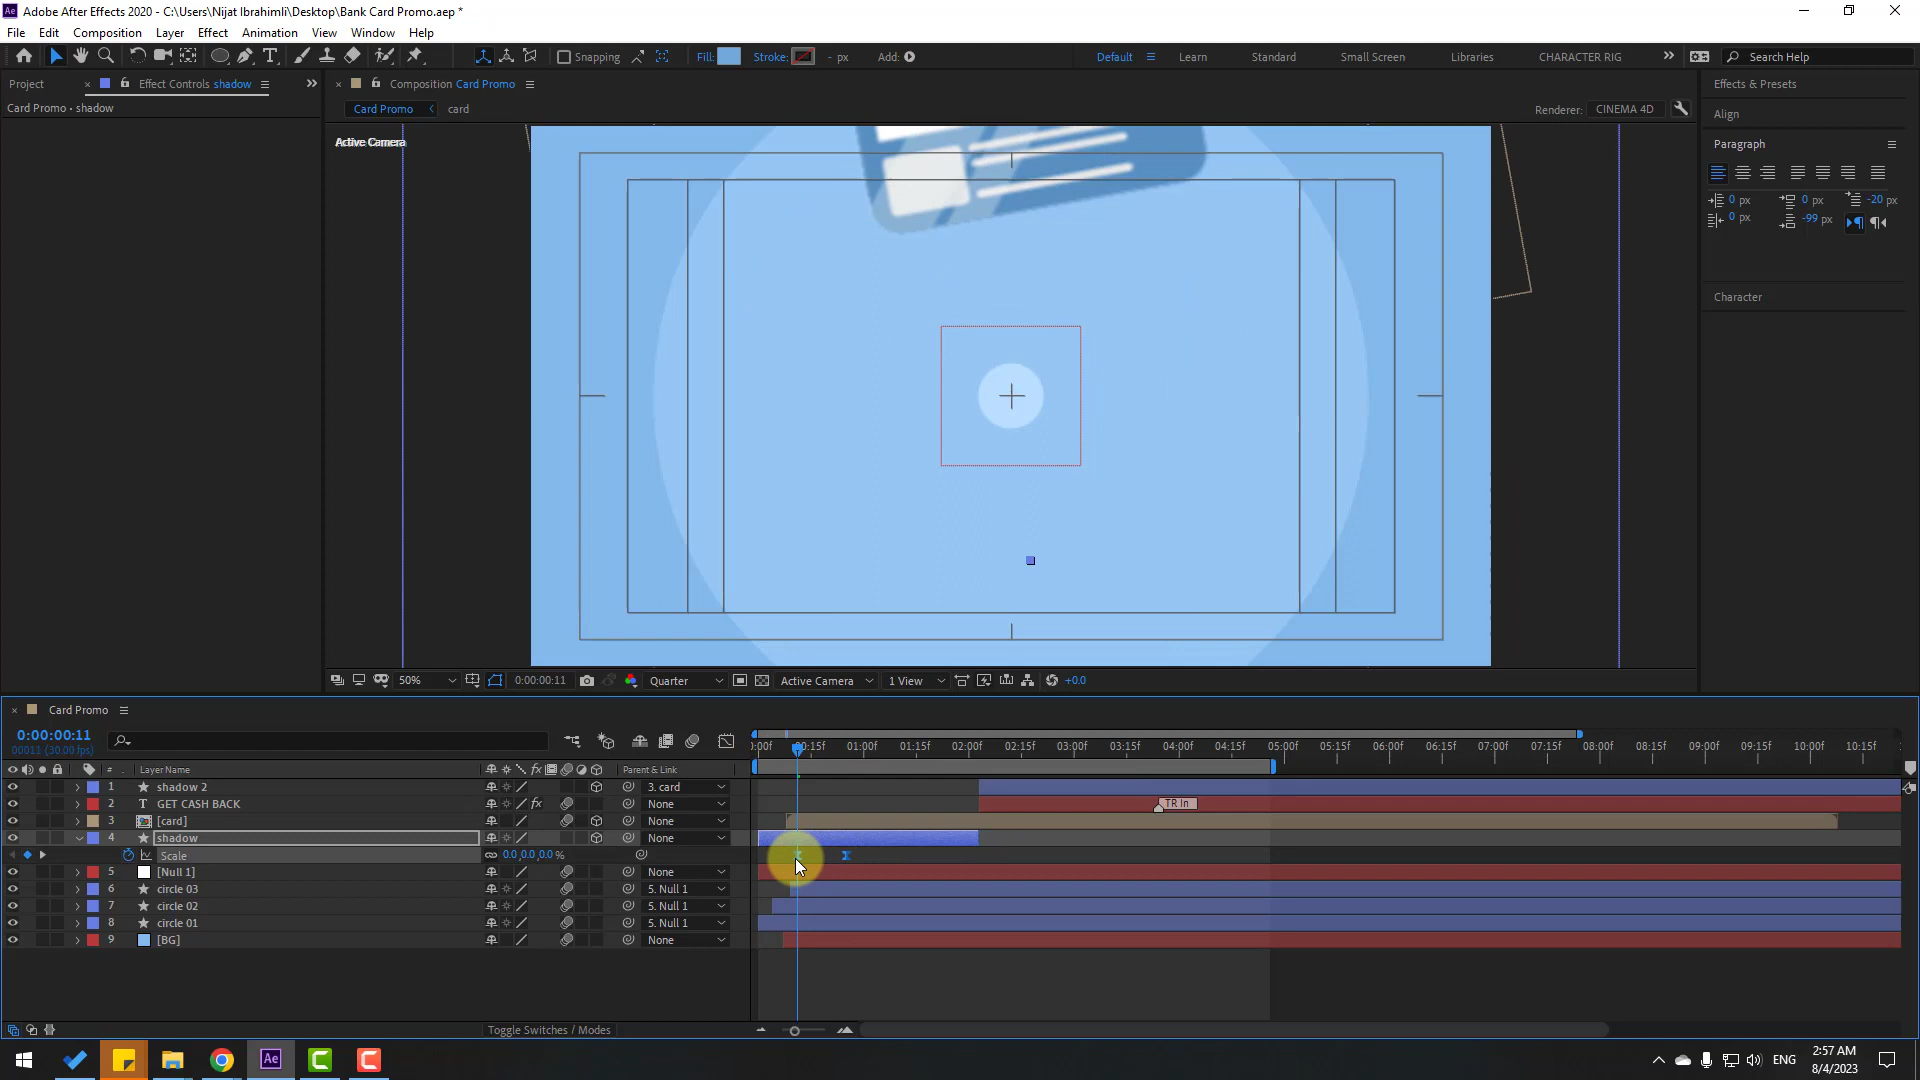 Adobe After Effects 2020 - C:\Users\Nijat Ibrahimli\Desktop\Bank Card Promo.aep *
File Edit Composition Layer Effect Animation View Window Help
Snapping Fill: Stroke: - px Add: Default Learn Standard Small Screen Libraries CHARACTER RIG Search Help
Project Effect Controls shadow Composition Card Promo Effects & Presets
Card Promo • shadow Card Promo card Renderer: CINEMA 4D Align
Active Camera
Paragraph
0 px 0 px -20 px
0 px -99 px
Character
50% 0:00:00:11 Quarter Active Camera 1 View +0.0
Card Promo
0:00:00:11
00011 (30.00 fps)
:00f 00:15f 01:00f 01:15f 02:00f 02:15f 03:00f 03:15f 04:00f 04:15f 05:00f 05:15f 06:00f 06:15f 07:00f 07:15f 08:00f 08:15f 09:00f 09:15f 10:00f 10:15f
# Layer Name Parent & Link
1 shadow 2 3. card
2 T GET CASH BACK fx None TR In
3 [card] None
4 shadow None
Scale 0.0,0.0,0.0 %
5 [Null 1] None
6 circle 03 5. Null 1
7 circle 02 5. Null 1
8 circle 01 5. Null 1
9 [BG] None
Toggle Switches / Modes
Ae ENG 2:57 AM
8/4/2023